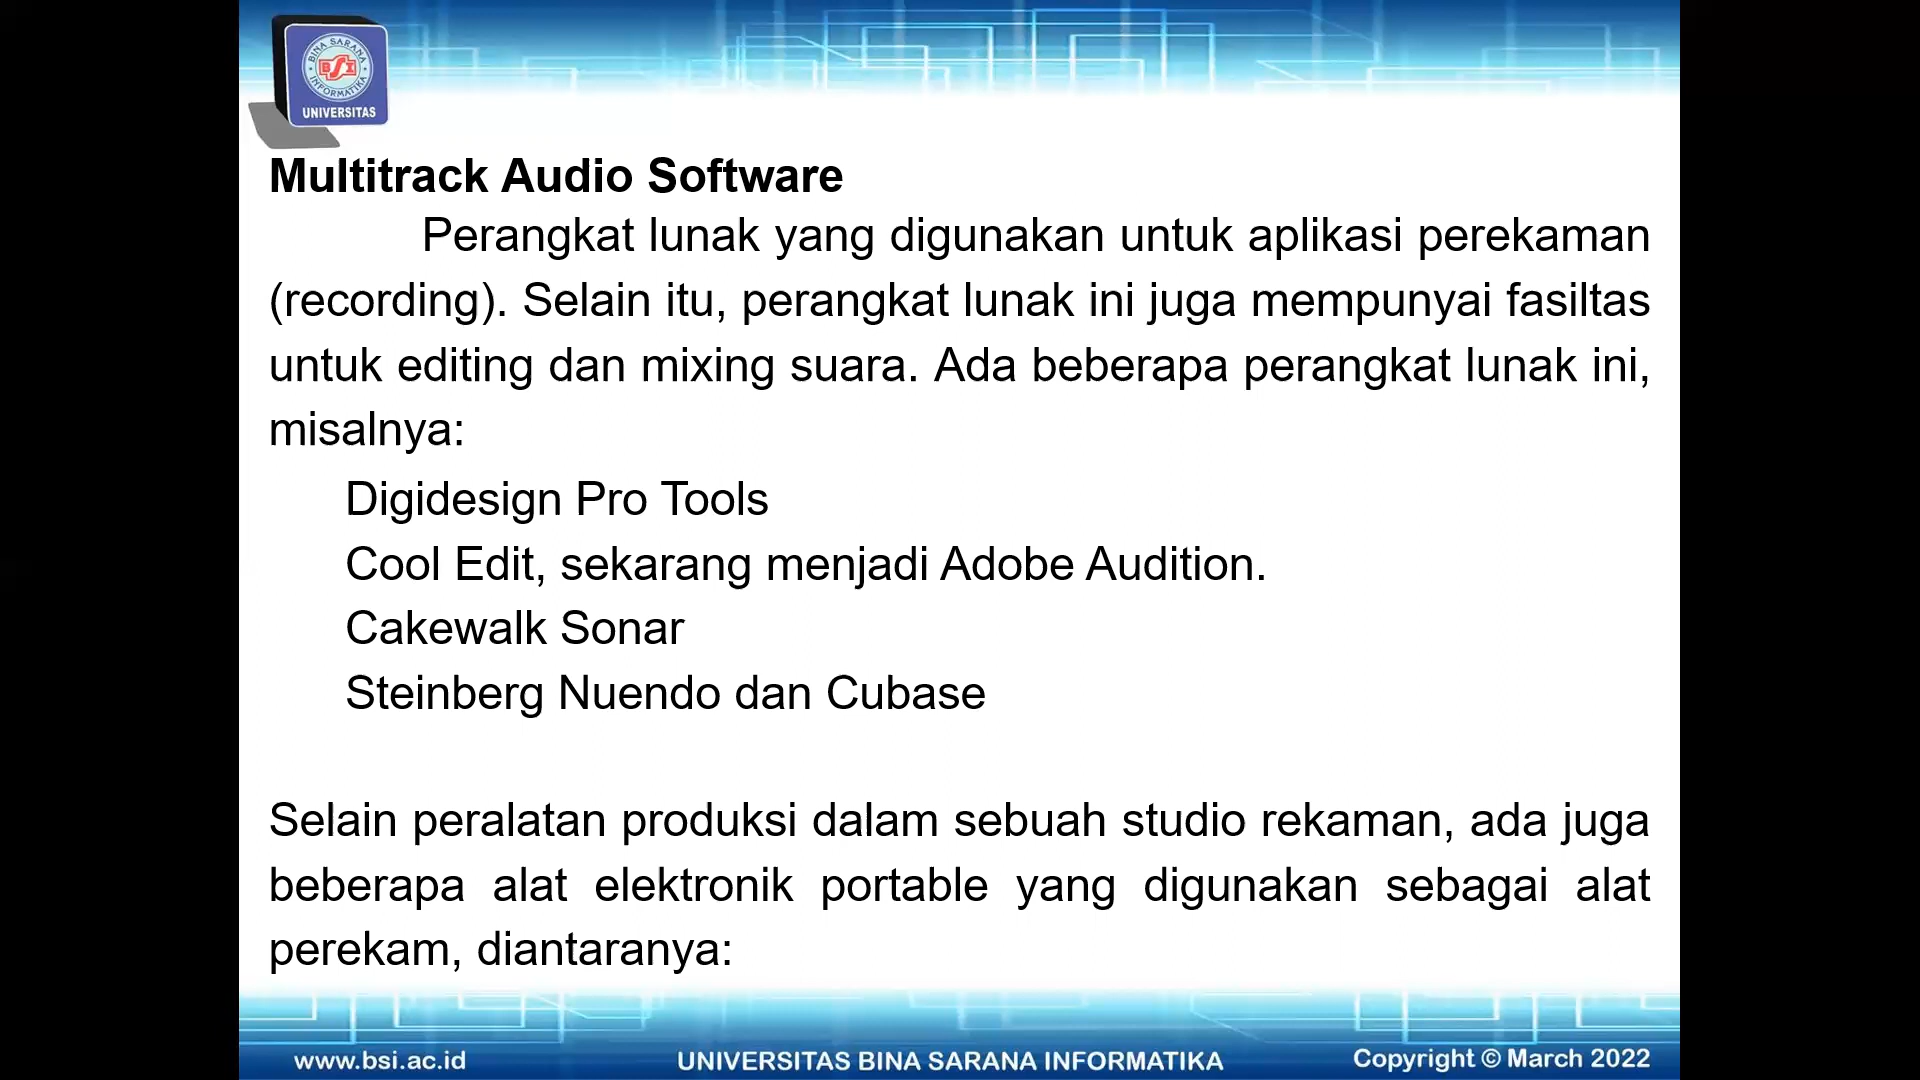 BINA SARANA
BSI
INFORMATIKA
UNIVERSITAS
Multitrack Audio Software
Perangkat lunak yang digunakan untuk aplikasi perekaman
(recording). Selain itu, perangkat lunak ini juga mempunyai fasiltas
untuk editing dan mixing suara. Ada beberapa perangkat lunak ini,
misalnya:
Digidesign Pro Tools
Cool Edit, sekarang menjadi Adobe Audition.
Cakewalk Sonar
Steinberg Nuendo dan Cubase
Selain peralatan produksi dalam sebuah studio rekaman, ada juga
beberapa alat elektronik portable yang digunakan sebagai alat
perekam, diantaranya:
www.bsi.ac.id
UNIVERSITAS BINA SARANA INFORMATIKA
Copyright © March 2022